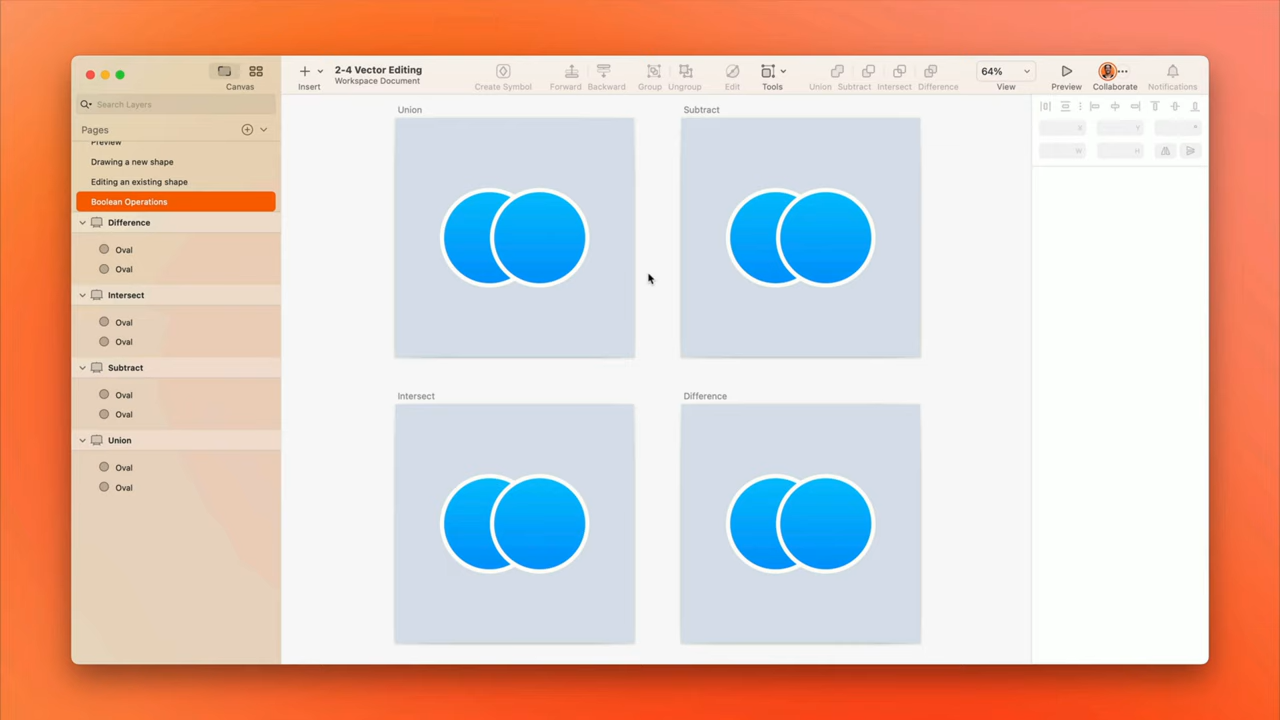 2-4 Vector Editing
Workspace Document
Canvas
Insert
Create Symbol
Forward
Backward
Group
Ungroup
Edit
Tools
Union
Subtract
Intersect
Difference
64%
View
Preview
Collaborate
Notifications
Search Layers
Pages
Preview
Drawing a new shape
Editing an existing shape
Boolean Operations
Difference
Oval
Oval
Intersect
Oval
Oval
Subtract
Oval
Oval
Union
Oval
Oval
Union
Subtract
Intersect
Difference
X
Y
W
H